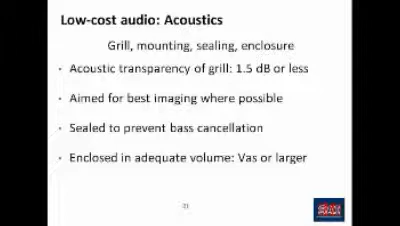 Low-cost audio: Acoustics
Grill, mounting, sealing, enclosure
· Acoustic transparency of grill: 1.5 dB or less
· Aimed for best imaging where possible
· Sealed to prevent bass cancellation
· Enclosed in adequate volume: Vas or larger